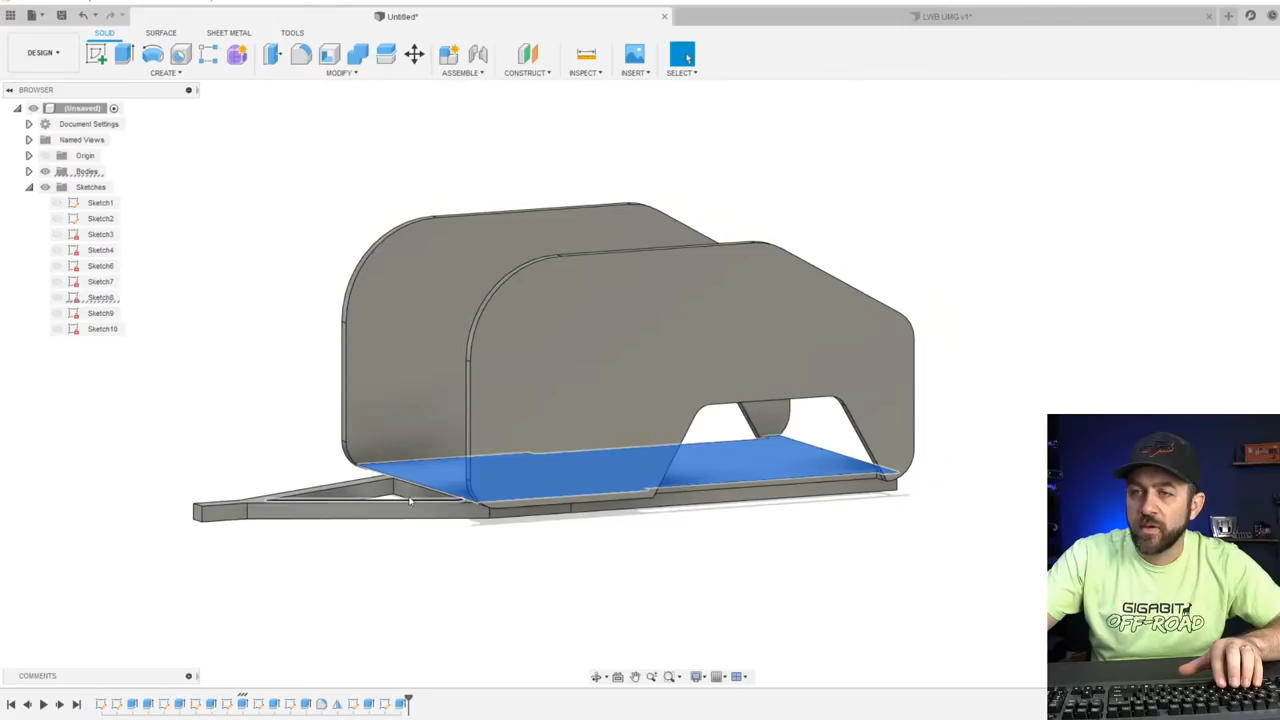 Untitled*
LWB UMG v1*
DESIGN
SOLID
SURFACE
SHEET METAL
TOOLS
CREATE
MODIFY
ASSEMBLE
CONSTRUCT
INSPECT
INSERT
SELECT
BROWSER
(Unsaved)
Document Settings
Named Views
Origin
Bodies
Sketches
Sketch1
Sketch2
Sketch3
Sketch4
Sketch6
Sketch7
Sketch8
Sketch9
Sketch10
COMMENTS
GIGABIT
OFF-ROAD